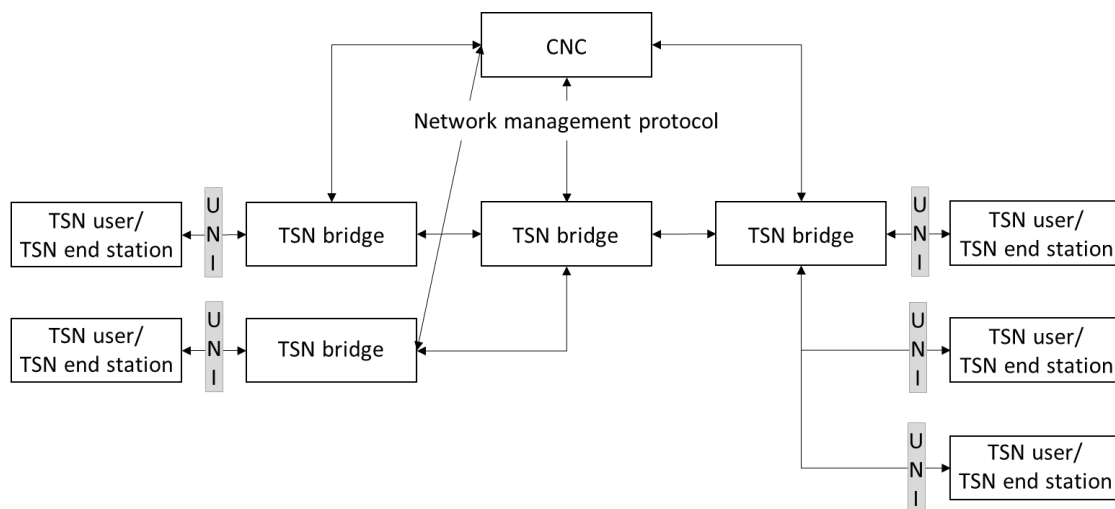 CNC
Network management protocol
TSN user/
TSN end station
U
N
I
TSN bridge
TSN bridge
TSN bridge
U
N
I
TSN user/
TSN end station
TSN user/
TSN end station
U
N
I
TSN bridge
U
N
I
TSN user/
TSN end station
U
N
I
TSN user/
TSN end station